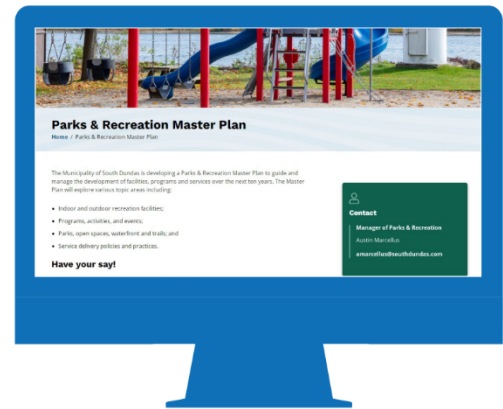 Parks & Recreation Master Plan
Home / Parks & Recreation Master Plan
The Municipality of South Dundas is developing a Parks & Recreation Master Plan to guide and
manage the development of facilities, programs and services over the next ten years. The Master
Plan will explore various topic areas including:
• Indoor and outdoor recreation facilities;
• Programs, activities, and events;
• Parks, open spaces, waterfront and trails; and
• Service delivery policies and practices.
Have your say!
Contact
Manager of Parks & Recreation
Austin Marcellus
amarcellus@southdundas.com